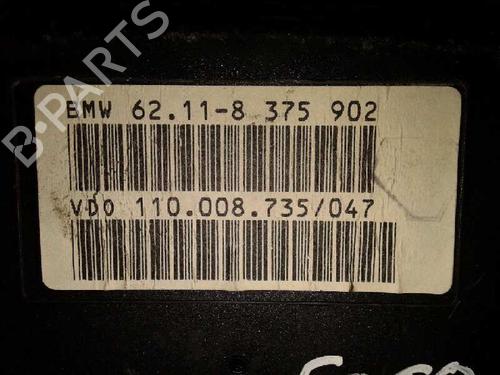 B-PARTS
BMW 62.11-8 375 902
VDO 110.008.735/047